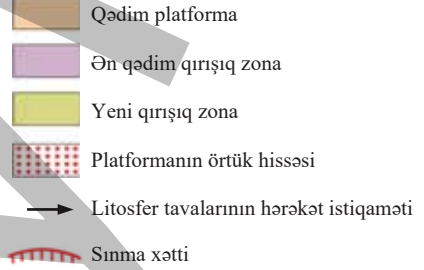 Qədim platforma
Ən qədim qırışıq zona
Yeni qırışıq zona
Platformanın örtük hissəsi
Litosfer tavalarının hərəkət istiqaməti
Sınma xətti